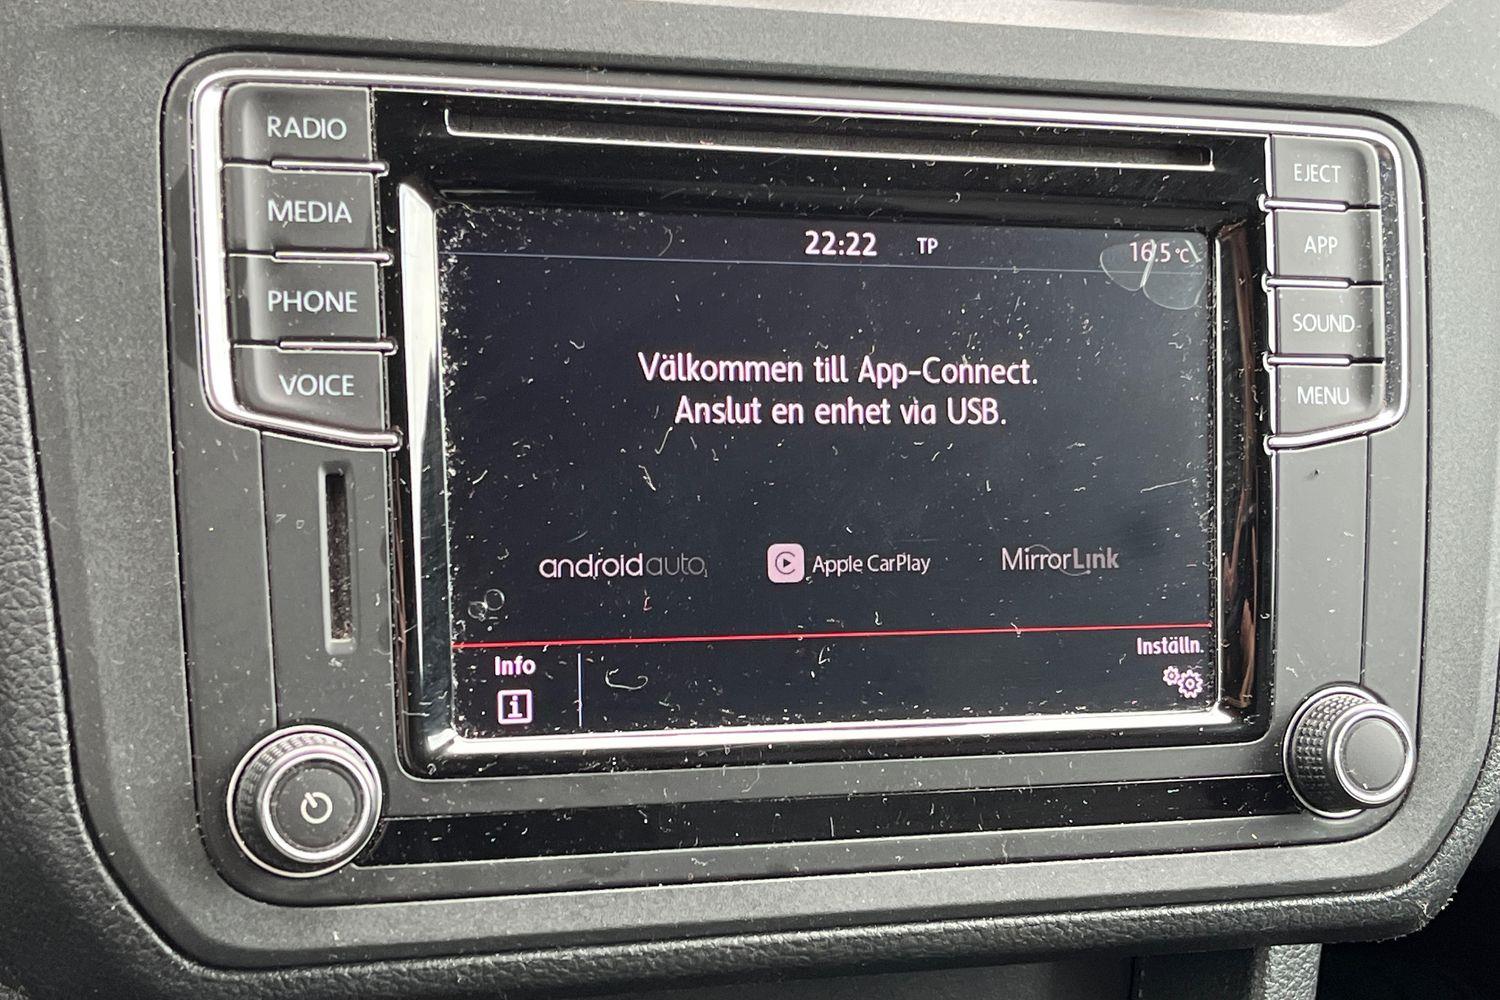 RADIO
MEDIA
PHONE
VOICE
EJECT
APP
SOUND
MENU
22:22 TP 16.5 °C
Välkommen till App-Connect.
Anslut en enhet via USB.
androidauto
Apple CarPlay
MirrorLink
Info
Inställn.